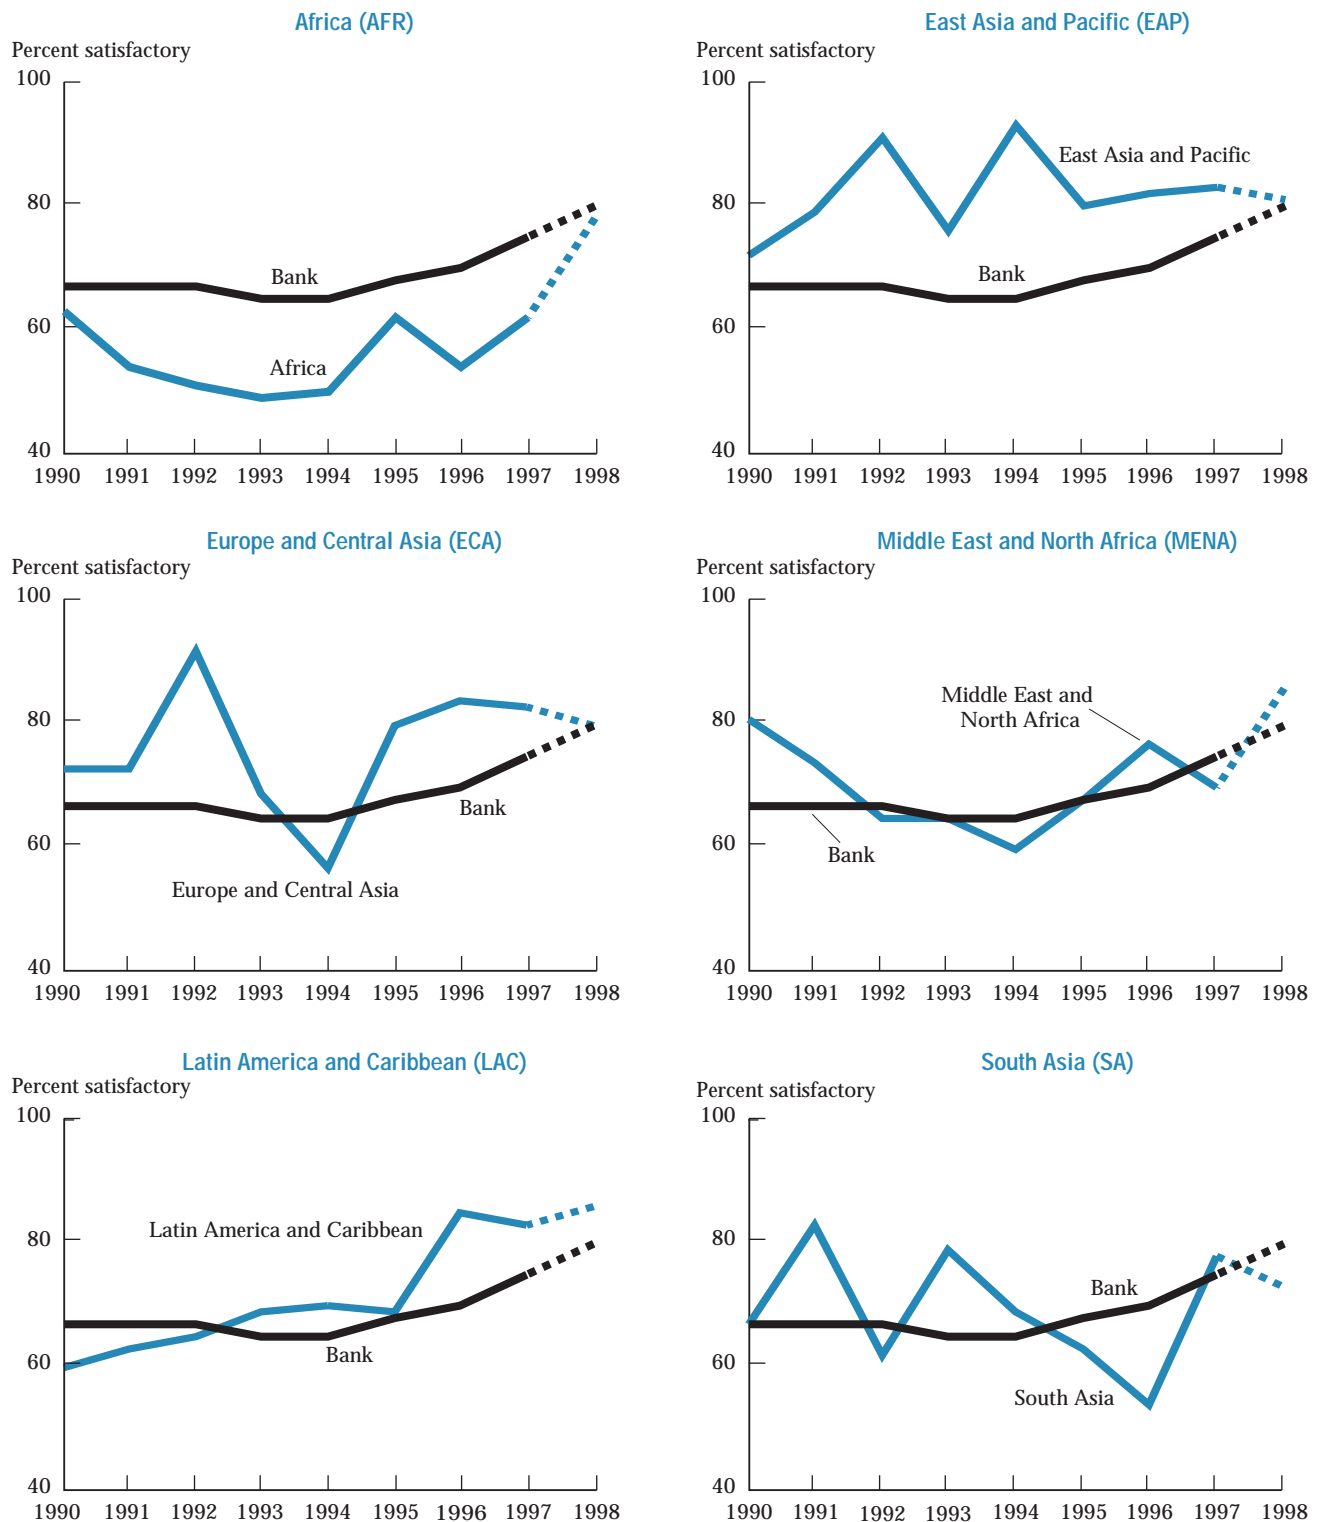 Africa (AFR)
Percent satisfactory
100
80
60
40
Bank
Africa
1990 1991 1992 1993 1994 1995 1996 1997 1998
East Asia and Pacific (EAP)
Percent satisfactory
100
80
60
40
East Asia and Pacific
Bank
1990 1991 1992 1993 1994 1995 1996 1997 1998
Europe and Central Asia (ECA)
Percent satisfactory
100
80
60
40
Bank
Europe and Central Asia
1990 1991 1992 1993 1994 1995 1996 1997 1998
Middle East and North Africa (MENA)
Percent satisfactory
100
80
60
40
Middle East and
North Africa
Bank
1990 1991 1992 1993 1994 1995 1996 1997 1998
Latin America and Caribbean (LAC)
Percent satisfactory
100
80
60
40
Latin America and Caribbean
Bank
1990 1991 1992 1993 1994 1995 1996 1997 1998
South Asia (SA)
Percent satisfactory
100
80
60
40
Bank
South Asia
1990 1991 1992 1993 1994 1995 1996 1997 1998